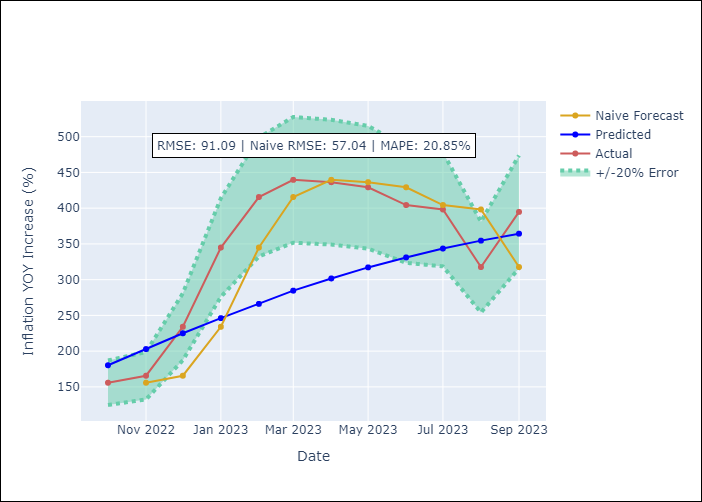 RMSE: 91.09 | Naive RMSE: 57.04 | MAPE: 20.85%
Naive Forecast
Predicted
Actual
+/-20% Error
Inflation YOY Increase (%)
500
450
400
350
300
250
200
150
Nov 2022
Jan 2023
Mar 2023
May 2023
Jul 2023
Sep 2023
Date